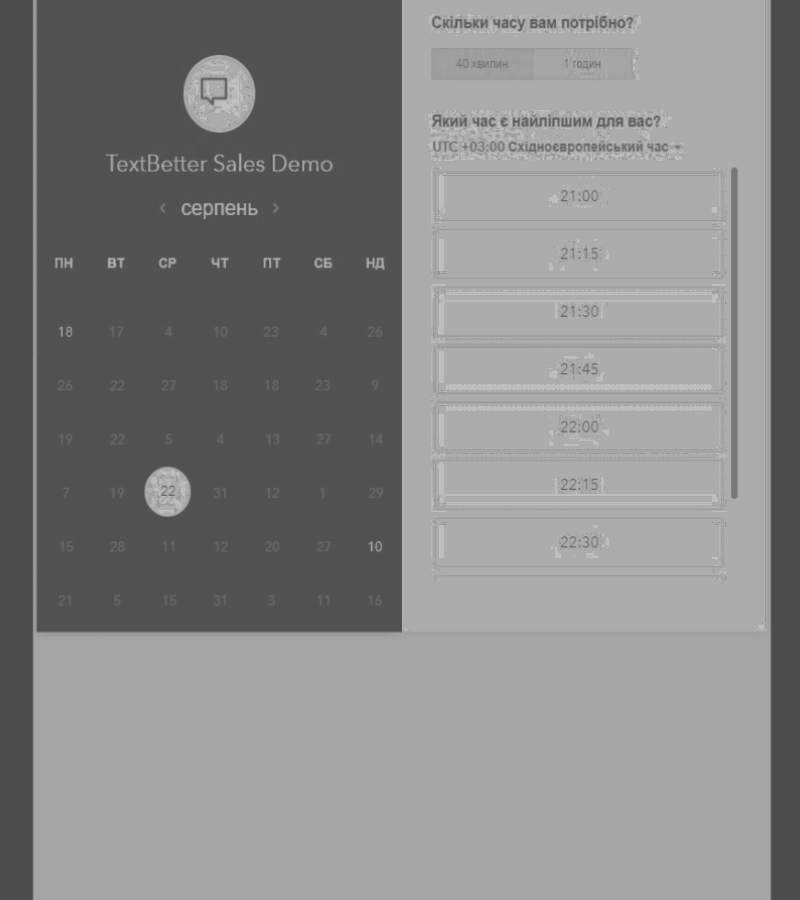 TextBetter Sales Demo
серпень
ПН ВТ СР ЧТ ПТ СБ НД
18 17 4 10 23 4 26
26 22 27 18 18 23 9
19 22 5 4 13 27 14
7 19 22 31 12 1 29
15 28 11 12 20 27 10
21 5 15 31 3 11 16
Скільки часу вам потрібно?
40 хвилин 1 годин
Який час є найліпшим для вас?
UTC +03:00 Східноєвропейський час
21:00
21:15
21:30
21:45
22:00
22:15
22:30